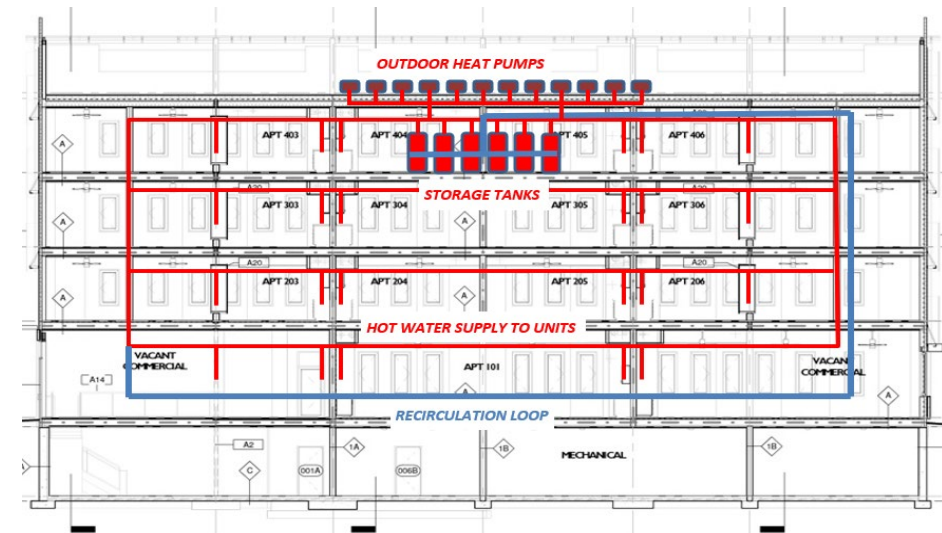 OUTDOOR HEAT PUMPS
A
APT 403
APT 404
APT 405
APT 406
A20
A20
STORAGE TANKS
A
APT 303
APT 304
APT 305
APT 306
A
A20
A20
A
APT 203
APT 204
A
APT 205
APT 206
HOT WATER SUPPLY TO UNITS
VACANT
COMMERCIAL
APT 101
A14
A
A
RECIRCULATION LOOP
A2
1A
1B
MECHANICAL
1B
C
001A
006B